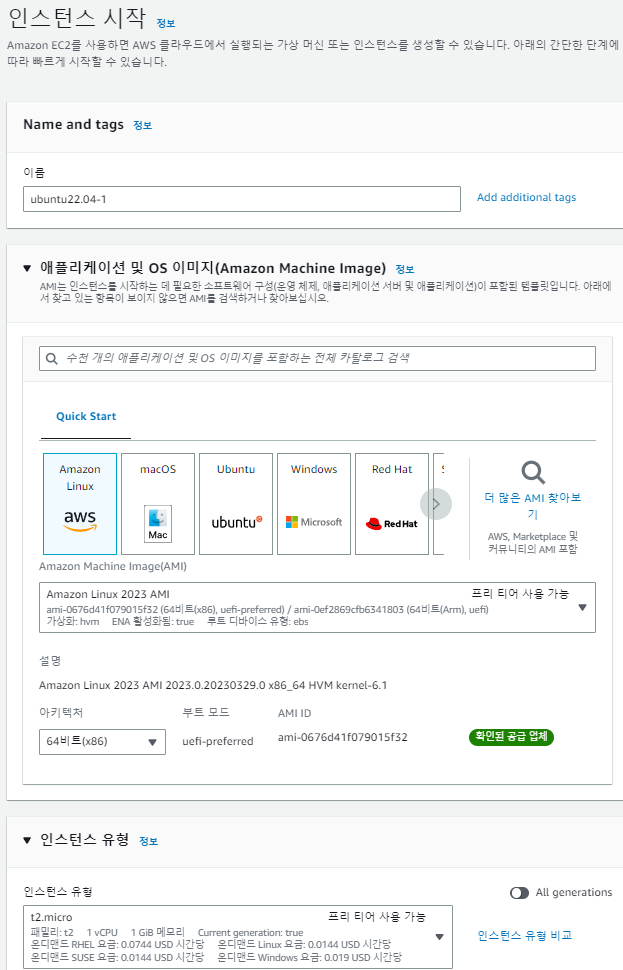 인스턴스 시작 정보
Amazon EC2를 사용하면 AWS 클라우드에서 실행되는 가상 머신 또는 인스턴스를 생성할 수 있습니다. 아래의 간단한 단계에
따라 빠르게 시작할 수 있습니다.
Name and tags 정보
이름
ubuntu22.04-1
Add additional tags
애플리케이션 및 OS 이미지(Amazon Machine Image) 정보
AMI는 인스턴스를 시작하는 데 필요한 소프트웨어 구성(운영 체제, 애플리케이션 서버 및 애플리케이션)이 포함된 템플릿입니다. 아래에
서 찾고 있는 항목이 보이지 않으면 AMI를 검색하거나 찾아보십시오.
수천 개의 애플리케이션 및 OS 이미지를 포함하는 전체 카탈로그 검색
Quick Start
Amazon
Linux
aws
macOS
Mac
Ubuntu
ubuntu
Windows
Microsoft
Red Hat
Red Hat
S
더 많은 AMI 찾아보
기
AWS, Marketplace 및
커뮤니티의 AMI 포함
Amazon Machine Image(AMI)
Amazon Linux 2023 AMI 프리 티어 사용 가능
ami-0676d41f079015f32 (64비트(x86), uefi-preferred) / ami-0ef2869cfb6341803 (64비트(Arm), uefi)
가상화: hvm ENA 활성화됨: true 루트 디바이스 유형: ebs
설명
Amazon Linux 2023 AMI 2023.0.20230329.0 x86_64 HVM kernel-6.1
아키텍처 부트 모드 AMI ID
64비트(x86) uefi-preferred ami-0676d41f079015f32 확인된 공급 업체
인스턴스 유형 정보
인스턴스 유형
All generations
t2.micro 프리 티어 사용 가능
패밀리: t2 1 vCPU 1 GiB 메모리 Current generation: true
온디맨드 RHEL 요금: 0.0744 USD 시간당 온디맨드 Linux 요금: 0.0144 USD 시간당
온디맨드 SUSE 요금: 0.0144 USD 시간당 온디맨드 Windows 요금: 0.019 USD 시간당
인스턴스 유형 비교